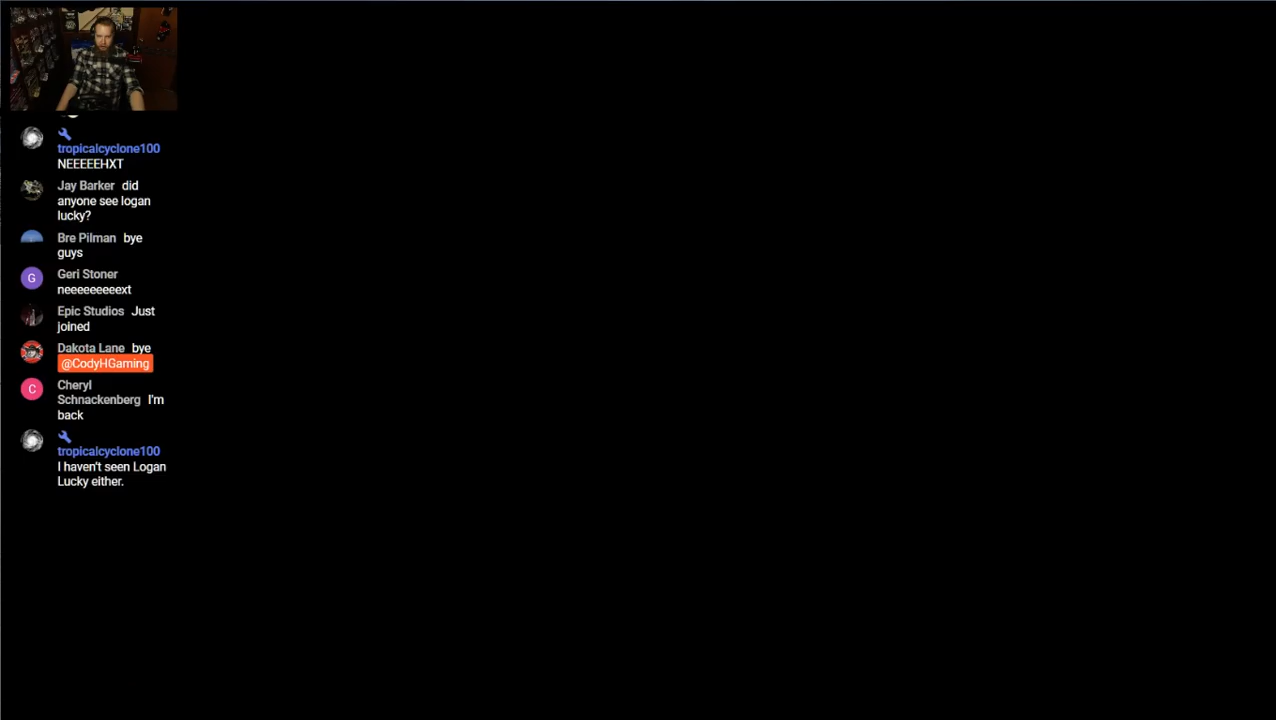 tropicalcyclone100
NEEEEEHXT
Jay Barker did
anyone see logan
lucky?
Bre Pilman bye
guys
Geri Stoner
neeeeeeeeext
Epic Studios Just
joined
Dakota Lane bye
@CodyHGaming
Cheryl
Schnackenberg I'm
back
tropicalcyclone100
I haven't seen Logan
Lucky either.
G
C